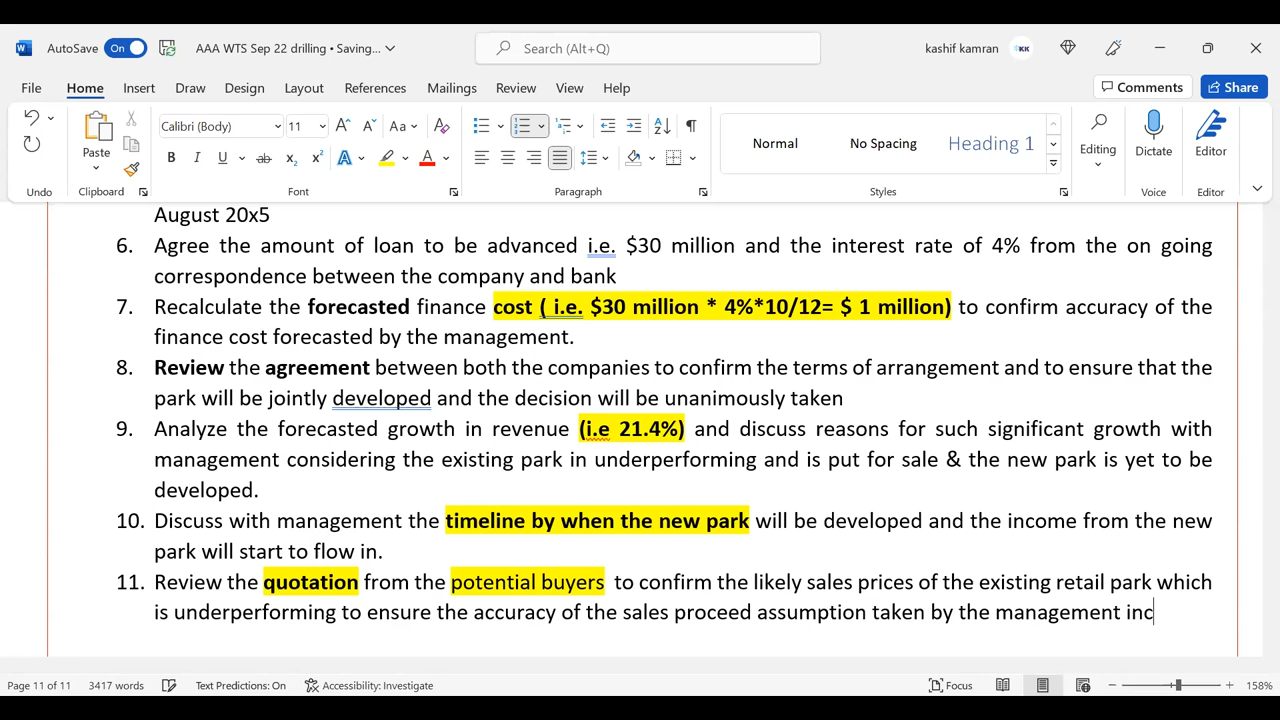 AutoSave On AAA WTS Sep 22 drilling • Saving... Search (Alt+Q) kashif kamran KK
File Home Insert Draw Design Layout References Mailings Review View Help Comments Share
Calibri (Body) 11 Aa Normal No Spacing Heading 1
Paste Editing Dictate Editor
Undo Clipboard Font Paragraph Styles Voice Editor
August 20x5
6. Agree the amount of loan to be advanced i.e. $30 million and the interest rate of 4% from the on going
correspondence between the company and bank
7. Recalculate the forecasted finance cost ( i.e. $30 million * 4%*10/12= $ 1 million) to confirm accuracy of the
finance cost forecasted by the management.
8. Review the agreement between both the companies to confirm the terms of arrangement and to ensure that the
park will be jointly developed and the decision will be unanimously taken
9. Analyze the forecasted growth in revenue (i.e 21.4%) and discuss reasons for such significant growth with
management considering the existing park in underperforming and is put for sale & the new park is yet to be
developed.
10. Discuss with management the timeline by when the new park will be developed and the income from the new
park will start to flow in.
11. Review the quotation from the potential buyers to confirm the likely sales prices of the existing retail park which
is underperforming to ensure the accuracy of the sales proceed assumption taken by the management inc
Page 11 of 11 3417 words Text Predictions: On Accessibility: Investigate Focus 158%